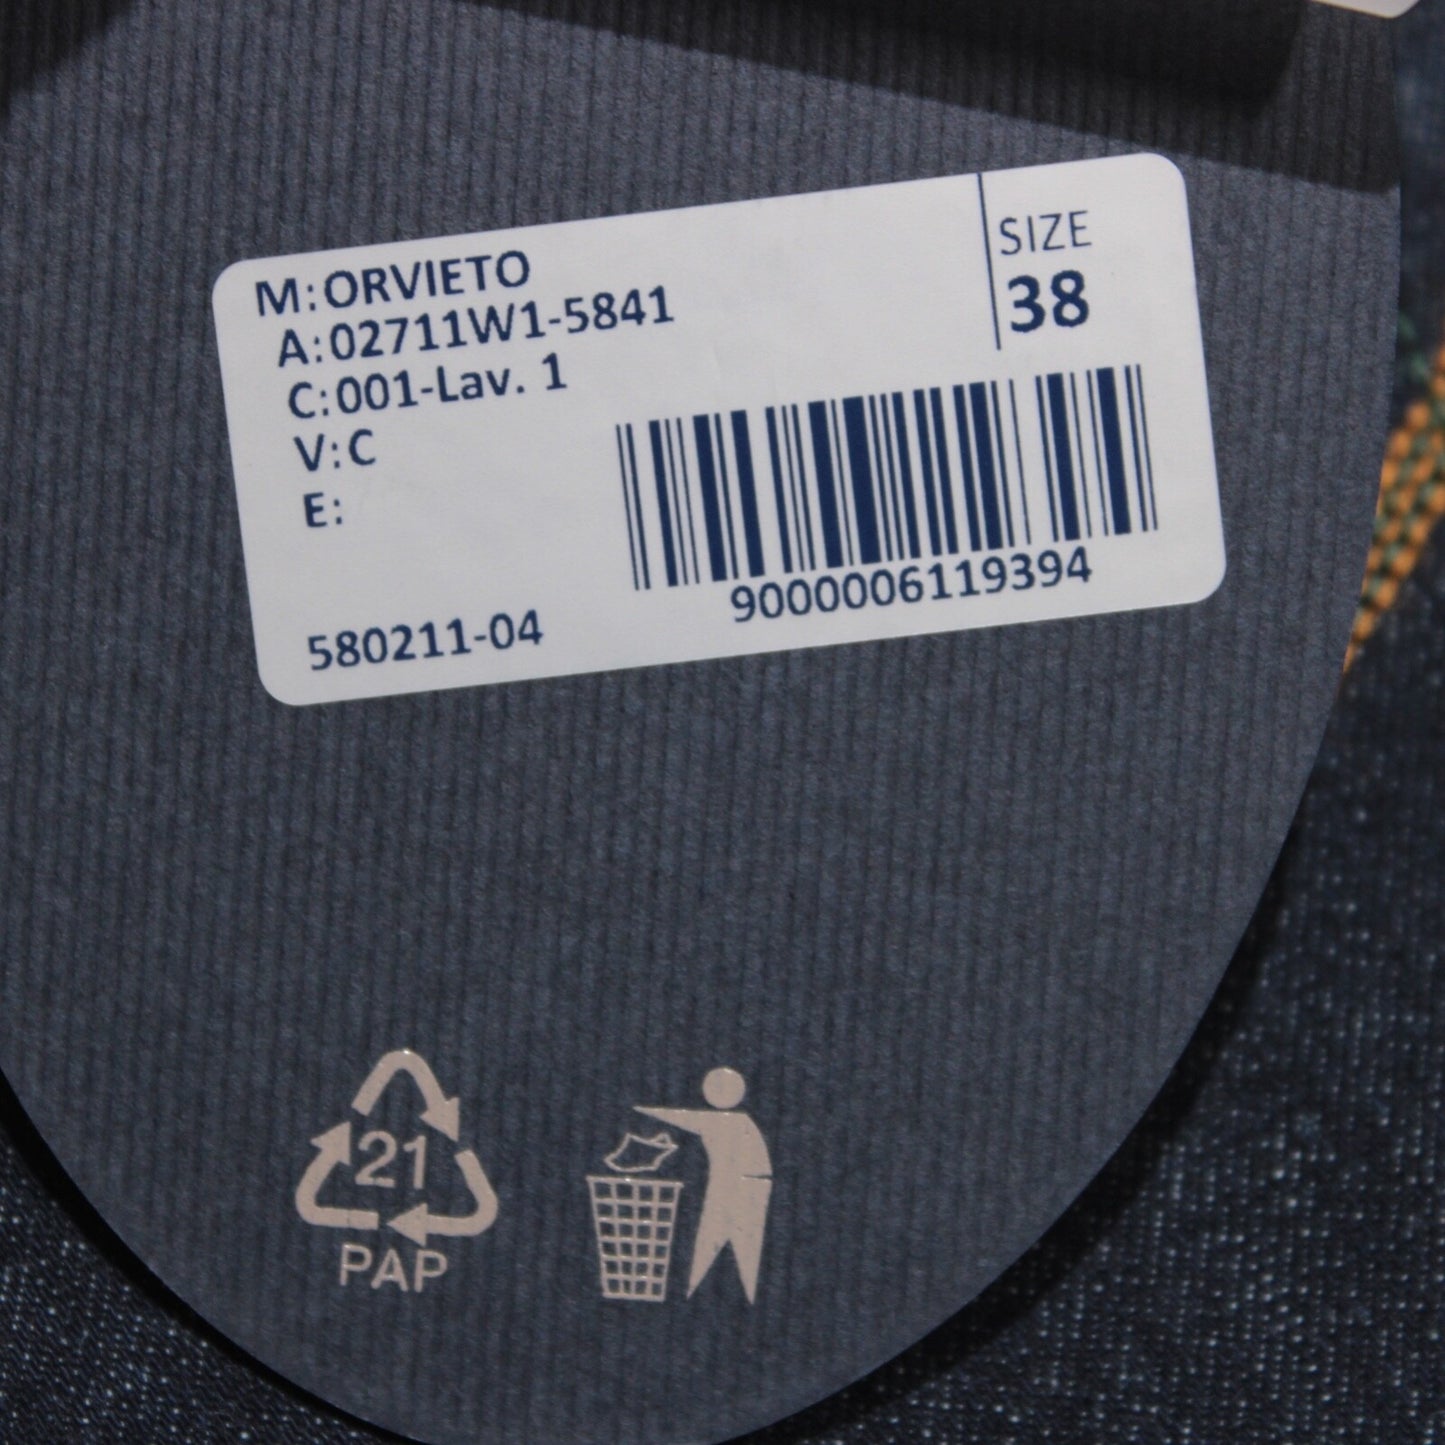 M:ORVIETO
A:02711W1-5841
C:001-Lav. 1
V:C
E:
SIZE
38
9000006119394
580211-04
21
PAP